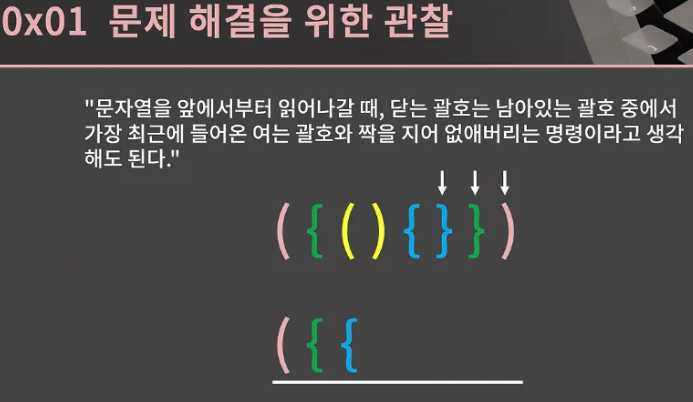 0x01 문제 해결을 위한 관찰
"문자열을 앞에서부터 읽어나갈 때, 닫는 괄호는 남아있는 괄호 중에서
가장 최근에 들어온 여는 괄호와 짝을 지어 없애버리는 명령이라고 생각
해도 된다."
( { ( ) { } } )
( { {